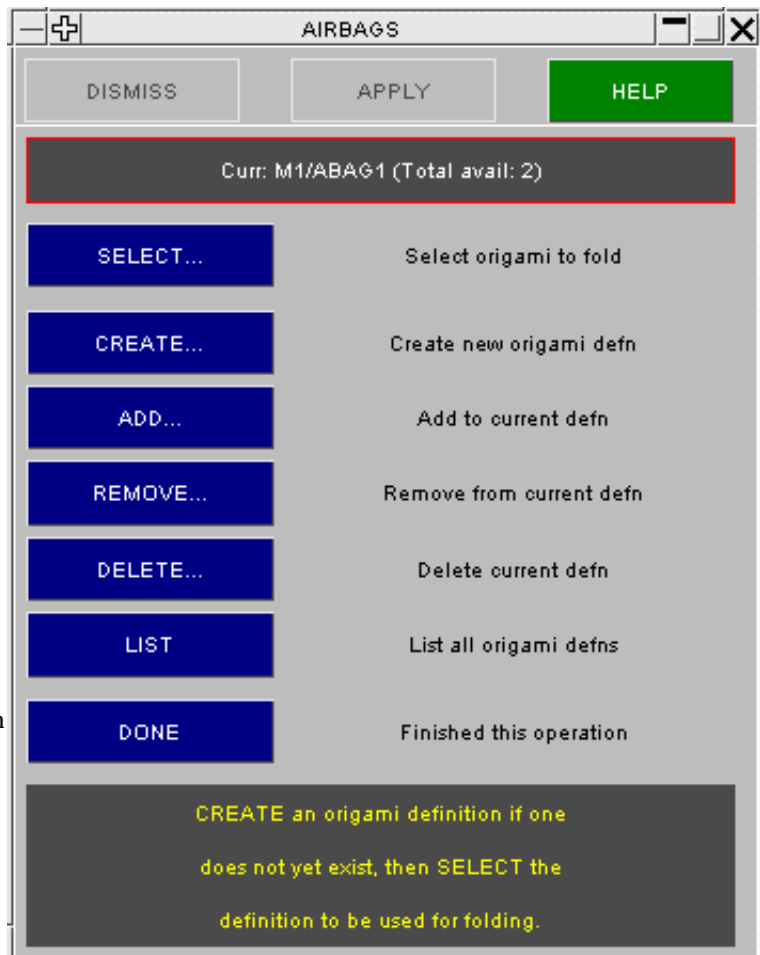 AIRBAGS
DISMISS APPLY HELP
Curr: M1/ABAG1 (Total avail: 2)
SELECT... Select origami to fold
CREATE... Create new origami defn
ADD... Add to current defn
REMOVE... Remove from current defn
DELETE... Delete current defn
LIST List all origami defns
n
DONE Finished this operation
CREATE an origami definition if one
does not yet exist, then SELECT the
definition to be used for folding.